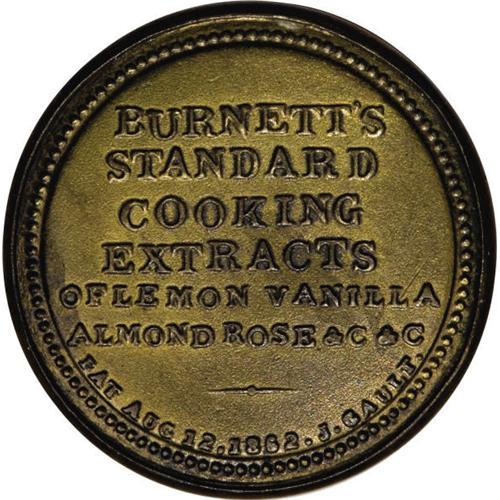 BURNETT'S
STANDARD
COOKING
EXTRACTS
OF LEMON VANILLA
ALMOND ROSE &C &C
PAT AUG 12.1862. J. GAULT.